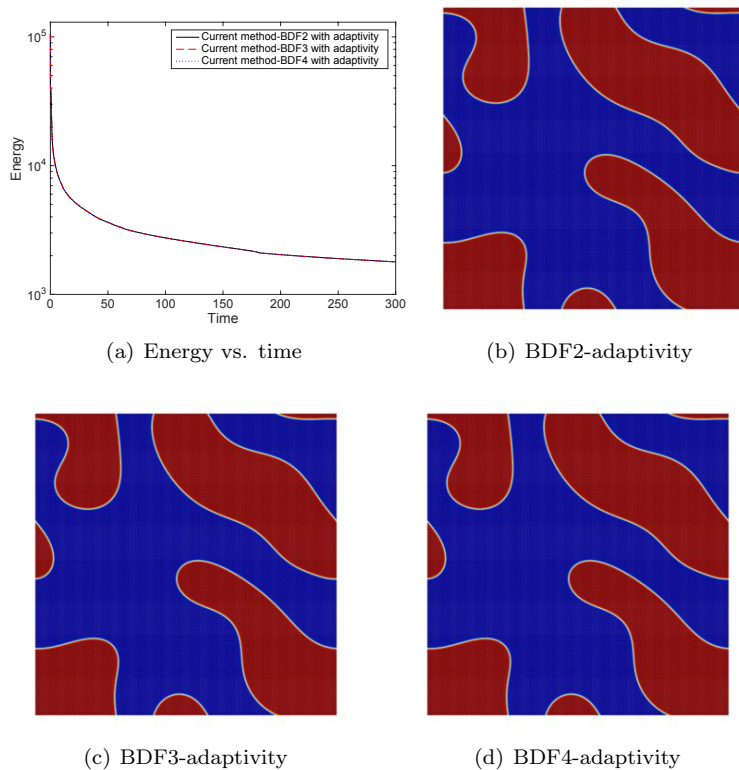 10^5
Current method-BDF2 with adaptivity
Current method-BDF3 with adaptivity
Current method-BDF4 with adaptivity
Energy
10^4
10^3
0 50 100 150 200 250 300
Time
(a) Energy vs. time
(b) BDF2-adaptivity
(c) BDF3-adaptivity
(d) BDF4-adaptivity